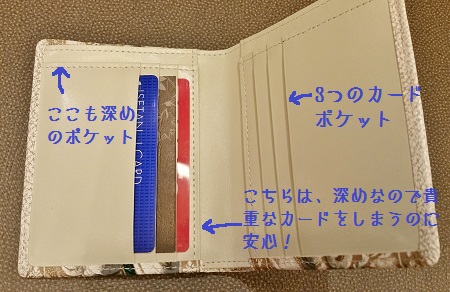 ここも深め
のポケット
3つのカード
ポケット
こちらは、深めなので貴
重なカードをしまうのに
安心！
ISETAN CARD